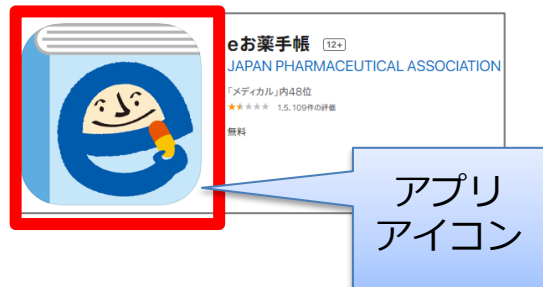 eお薬手帳 12+
JAPAN PHARMACEUTICAL ASSOCIATION
「メディカル」内48位
★★★★★ 1.5, 109件の評価
無料
アプリ
アイコン